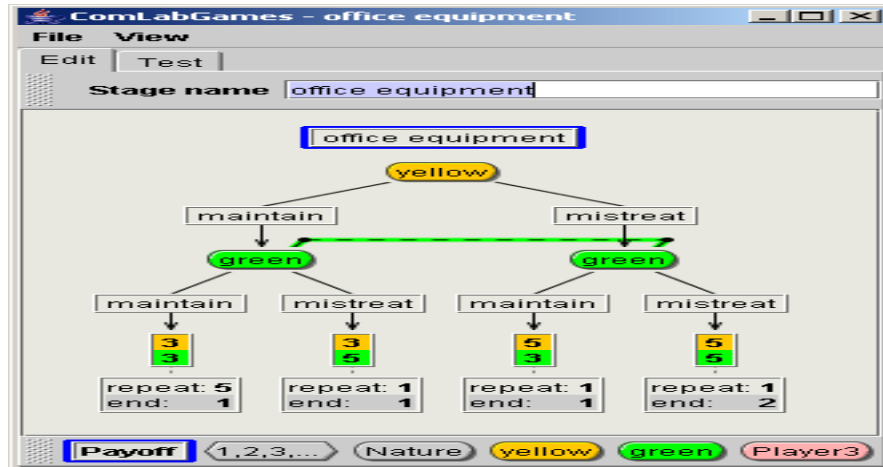 ComLabGames - office equipment
File View
Edit Test
Stage name office equipment
office equipment
yellow
maintain mistreat
green green
maintain mistreat maintain mistreat
3 3 5 5
3 5 3 5
repeat: 5 repeat: 1 repeat: 1 repeat: 1
end: 1 end: 1 end: 1 end: 2
Payoff 1,2,3,... Nature yellow green Player3